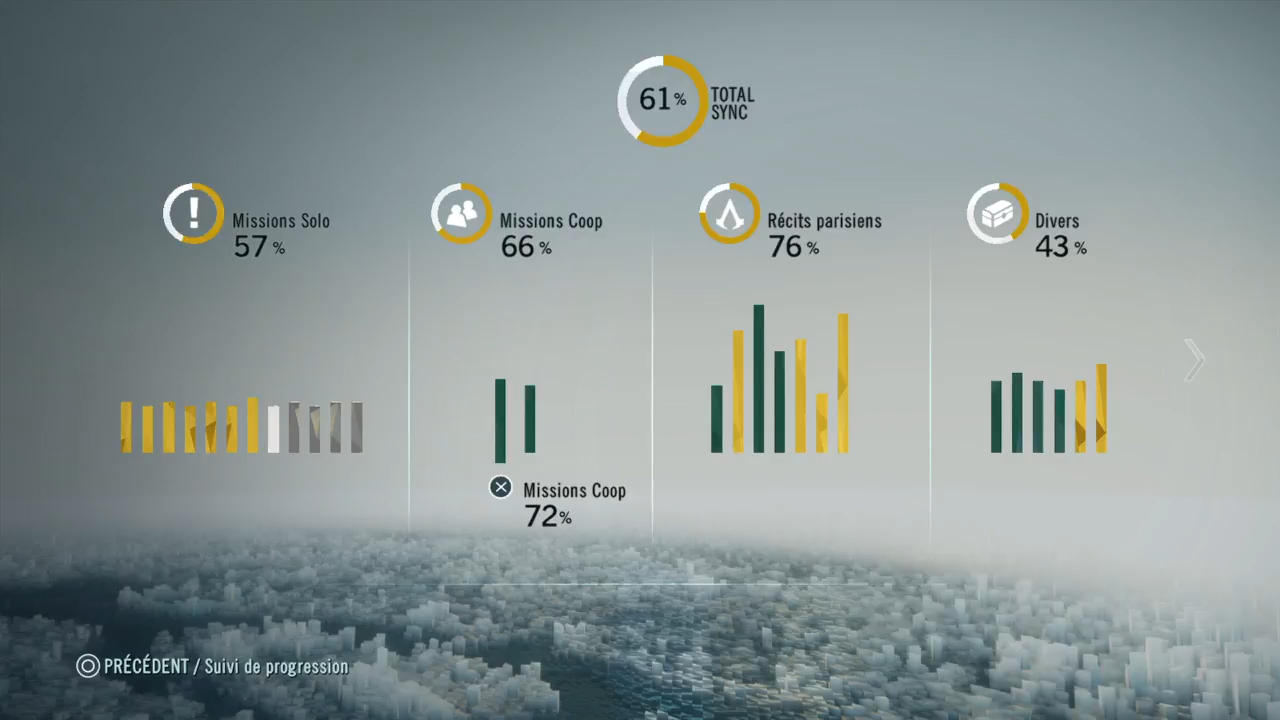 61%
TOTAL
SYNC
Missions Solo
57 %
Missions Coop
66 %
Récits parisiens
76 %
Divers
43 %
Missions Coop
72%
PRÉCÉDENT / Suivi de progression